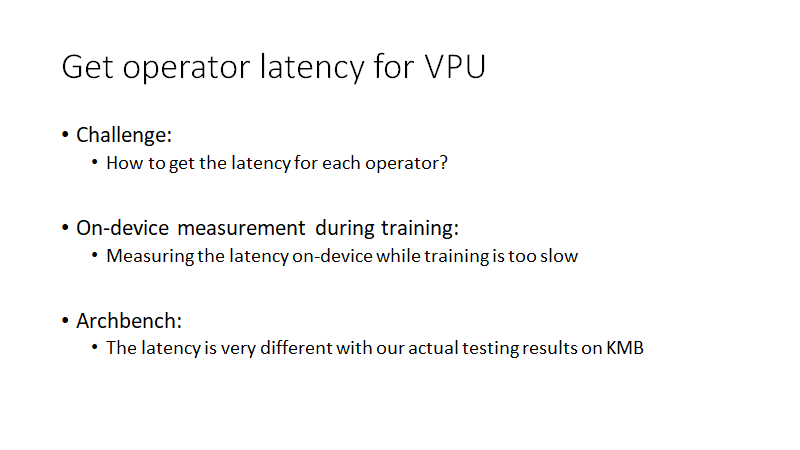 Get operator latency for VPU
• Challenge:
• How to get the latency for each operator?
• On-device measurement during training:
• Measuring the latency on-device while training is too slow
• Archbench:
• The latency is very different with our actual testing results on KMB